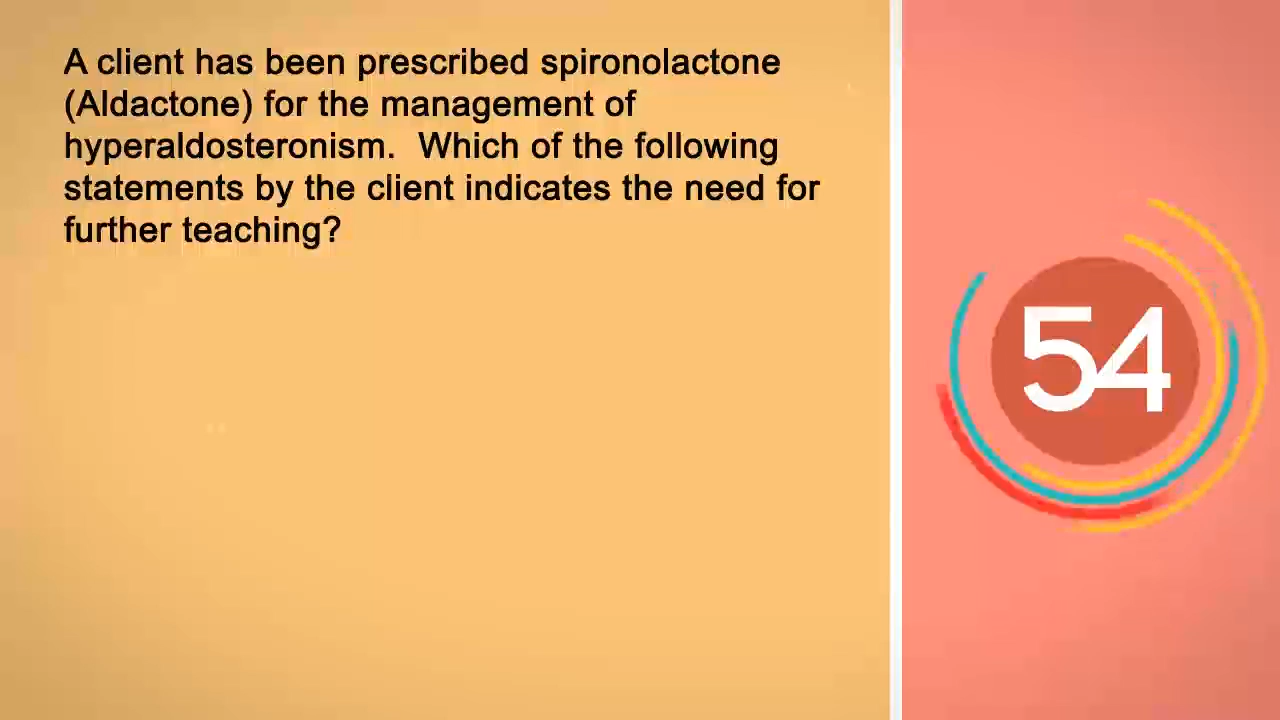 A client has been prescribed spironolactone
(Aldactone) for the management of
hyperaldosteronism.  Which of the following
statements by the client indicates the need for
further teaching?
54